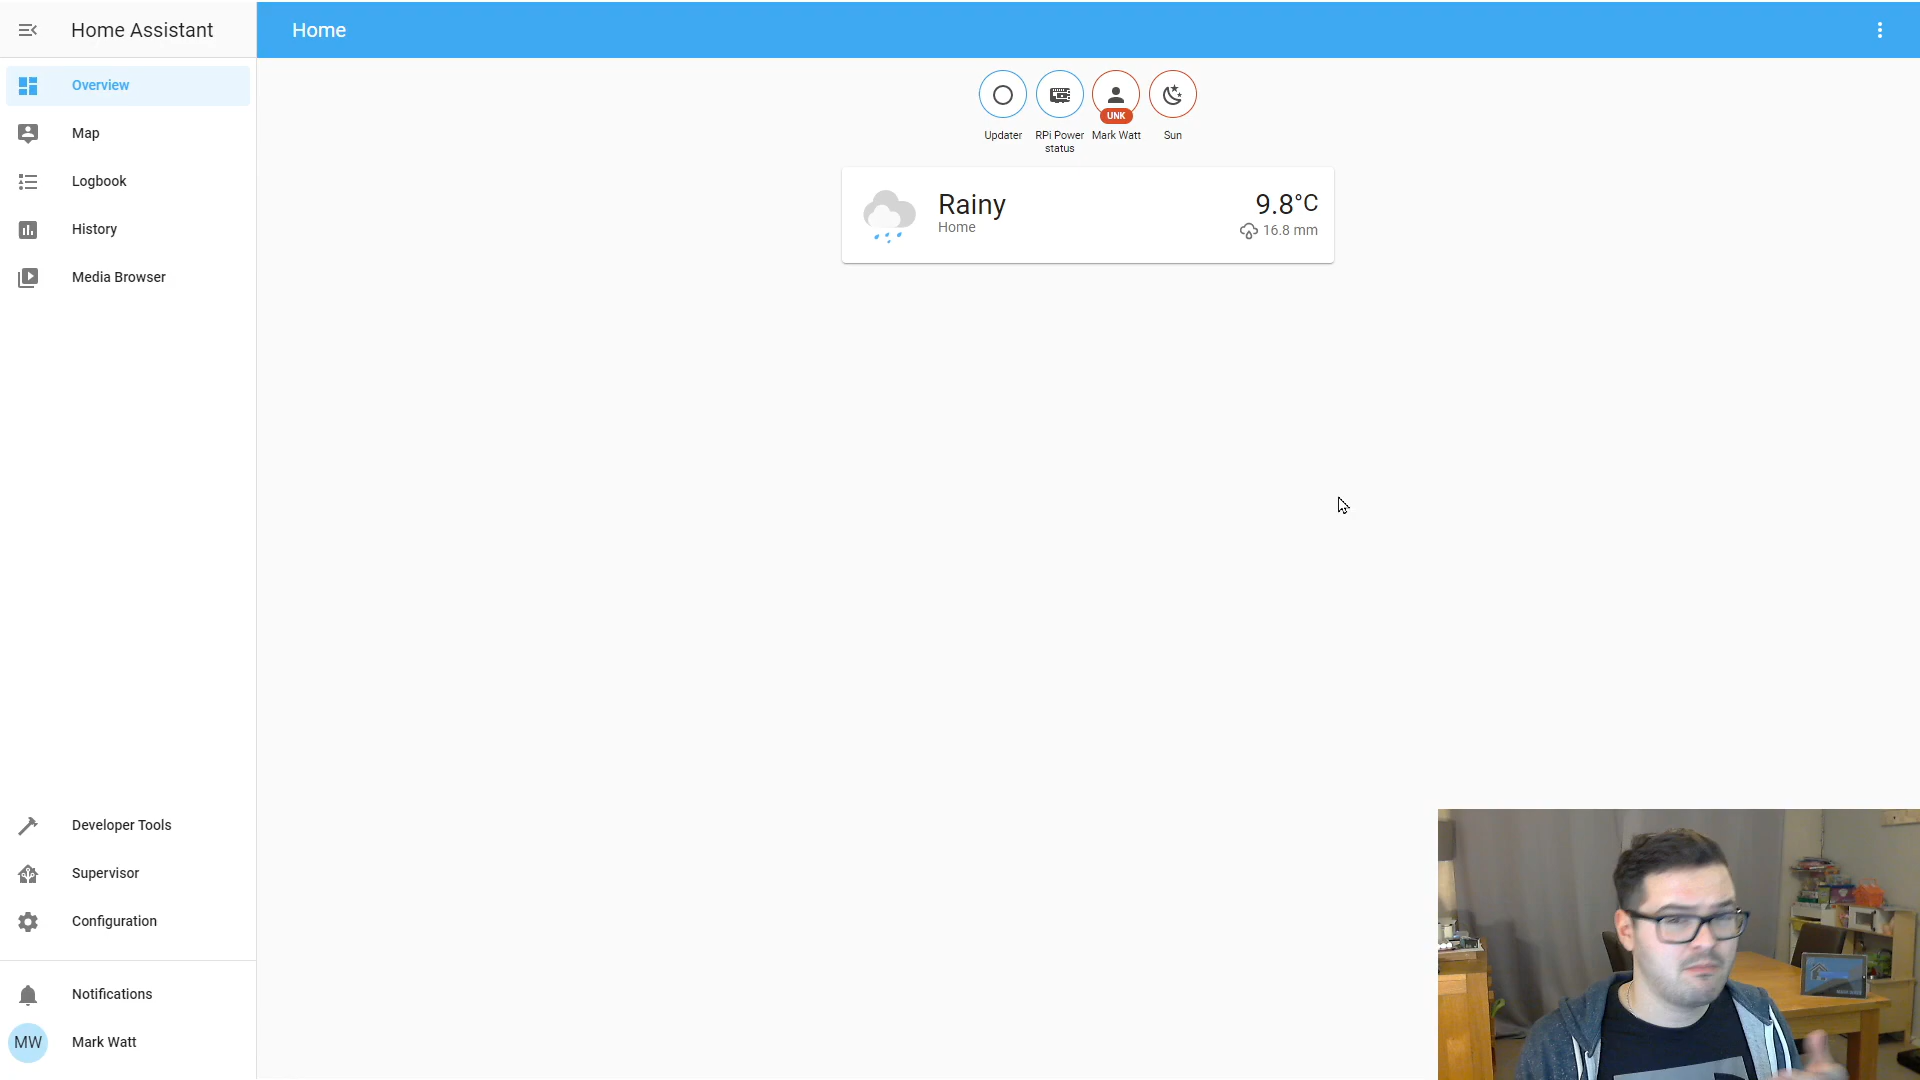 Home Assistant
Home
Overview
Map
Logbook
History
Media Browser
Updater
RPi Power
status
UNK
Mark Watt
Sun
Rainy
Home
9.8°C
16.8 mm
Developer Tools
Supervisor
Configuration
Notifications
MW
Mark Watt